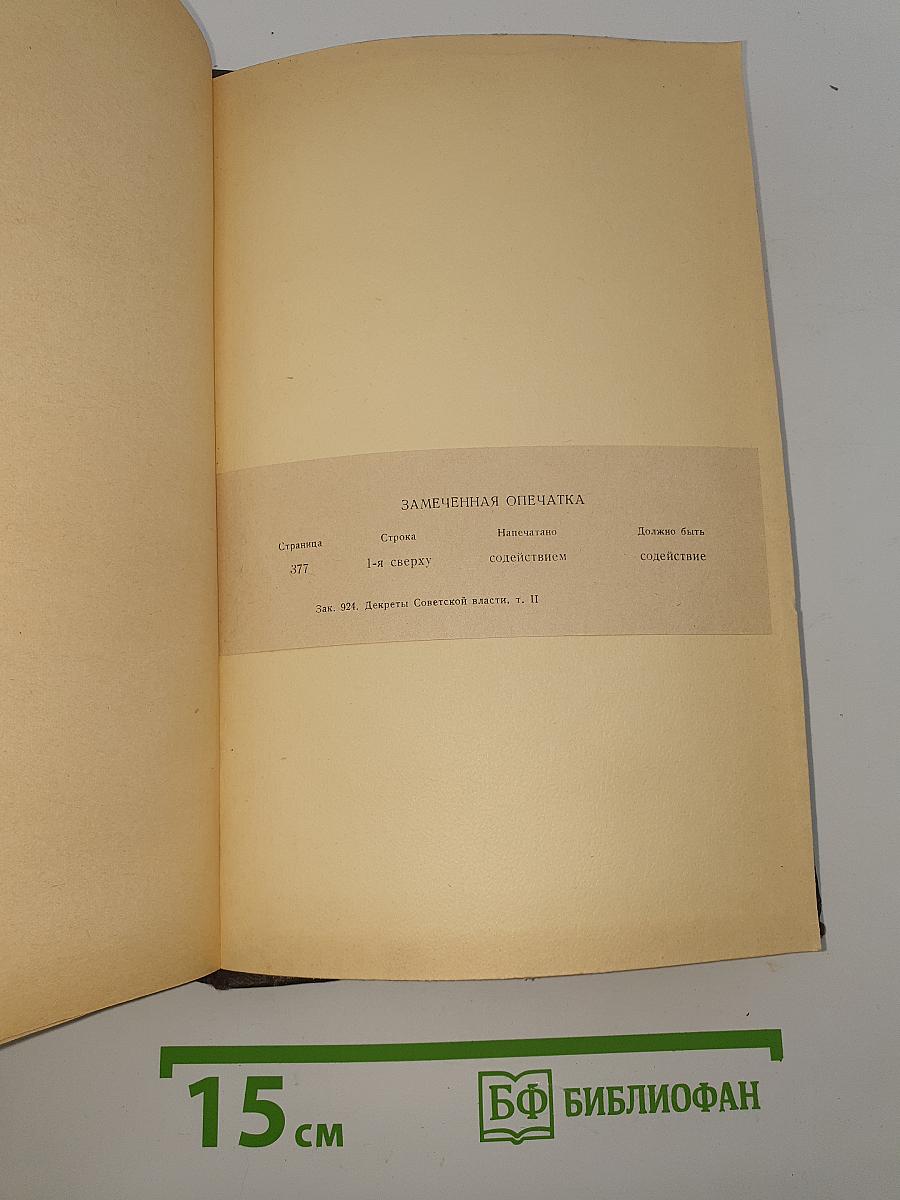 ЗАМЕЧЕННАЯ ОПЕЧАТКА
Страница Строка Напечатано Должно быть
377 1-я сверху содействием содействие
Зак. 924. Декреты Советской власти, т. II
15 см БФ БИБЛИОФАН